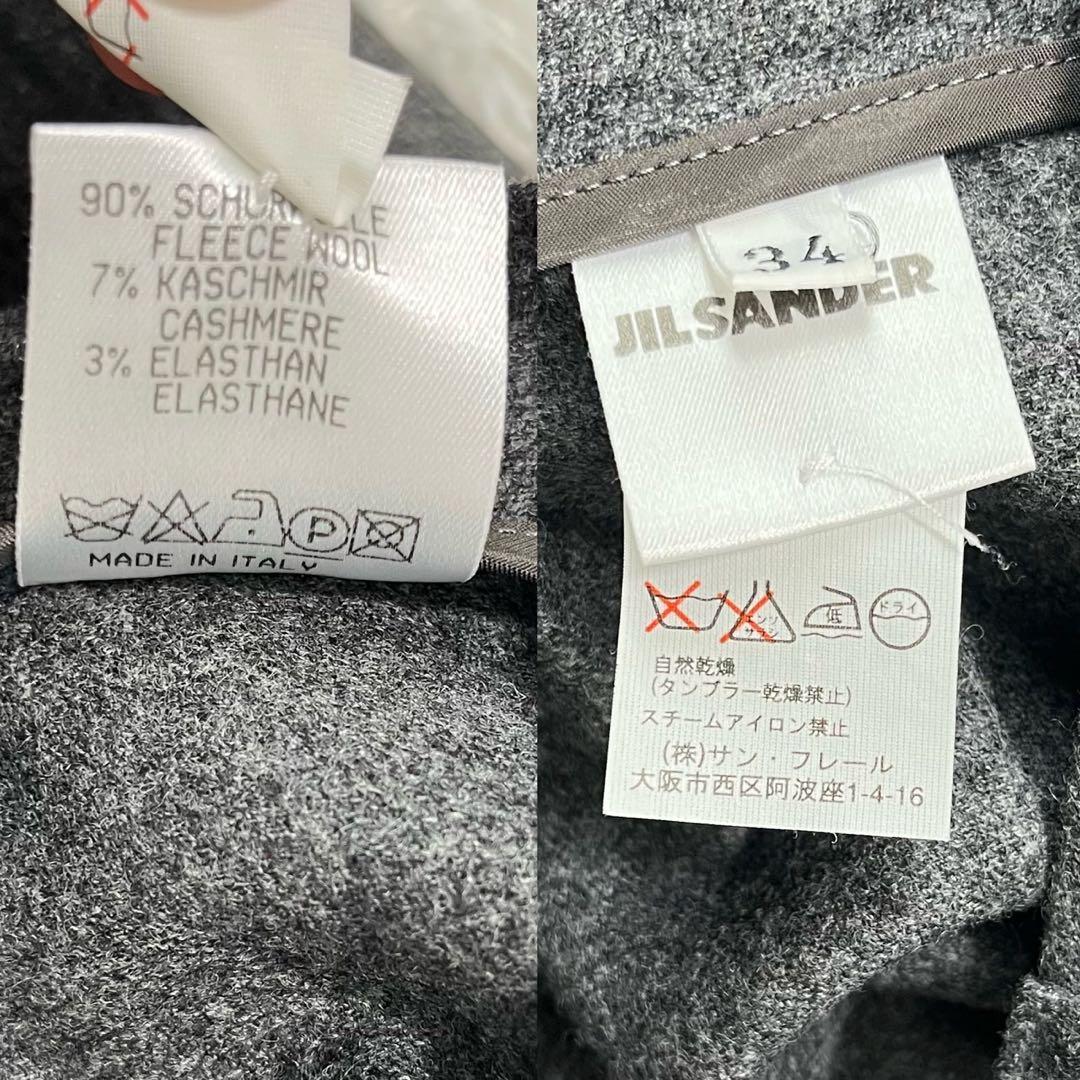 90%
FLEECE WOOL
7% KASCHMIR
CASHMERE
3% ELASTHAN
ELASTHANE
P
MADE IN ITALY
34
JIL SANDER
低
ドライ
自然乾燥
(タンブラー乾燥禁止)
スチームアイロン禁止
(株)サン・フレール
大阪市西区阿波座1-4-16